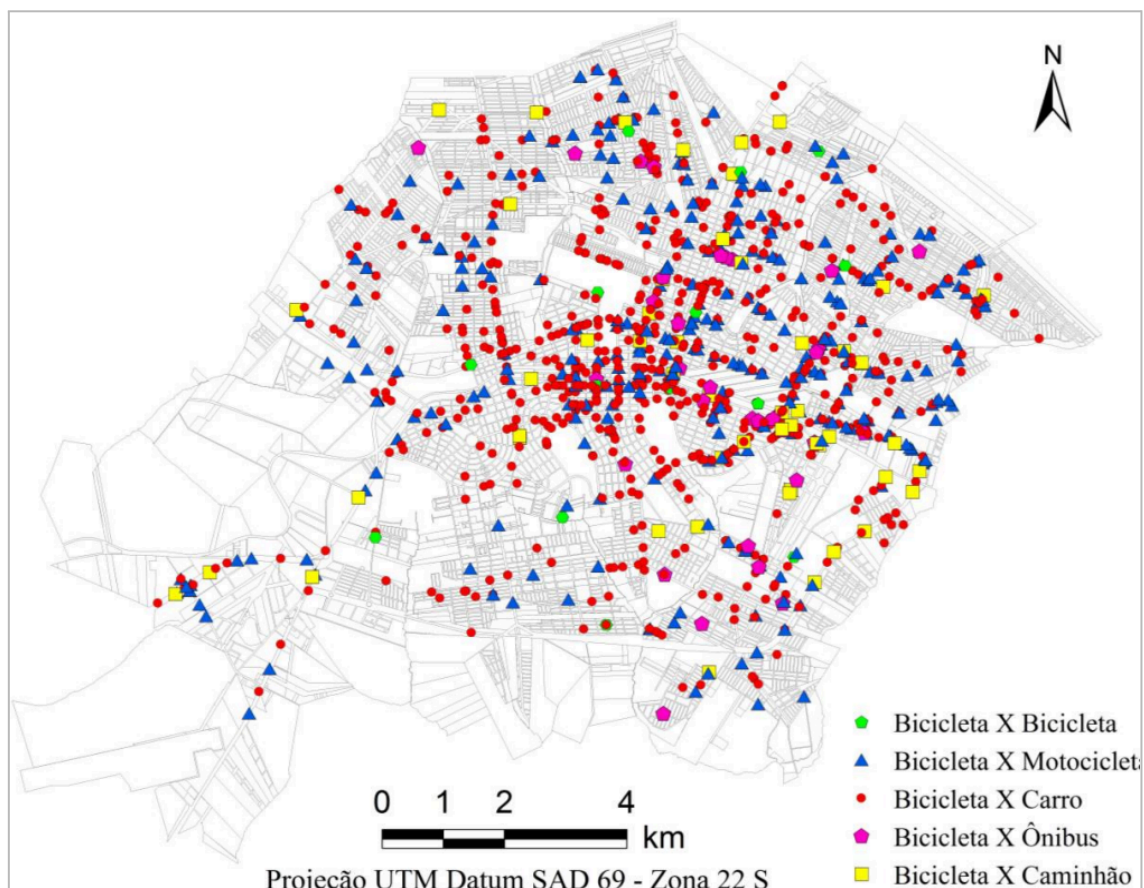 N
Bicicleta X Bicicleta
Bicicleta X Motocicleta
Bicicleta X Carro
Bicicleta X Ônibus
Bicicleta X Caminhão
0 1 2 4
km
Projeção UTM Datum SAD 69 - Zona 22 S